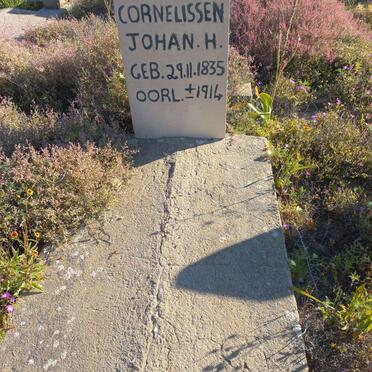 CORNELISSEN
JOHAN. H.
GEB. 29.11.1835
OORL. ± 1914